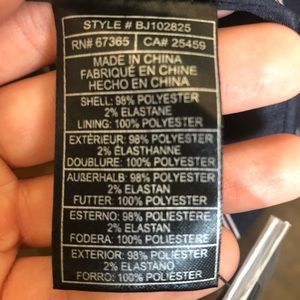 STYLE # BJ102825
RN# 67365 CA# 25459
MADE IN CHINA
FABRIQUÉ EN CHINE
HECHO EN CHINA
SHELL: 98% POLYESTER
2% ELASTANE
LINING: 100% POLYESTER
EXTÉRIEUR: 98% POLYESTER
2% ÉLASTHANNE
DOUBLURE: 100% POLYESTER
AUßERHALB: 98% POLYESTER
2% ELASTAN
FUTTER: 100% POLYESTER
ESTERNO: 98% POLIESTERE
2% ELASTAN
FODERA: 100% POLIESTERE
EXTERIOR: 98% POLIÉSTER
2% ELASTANO
FORRO: 100% POLIÉSTER